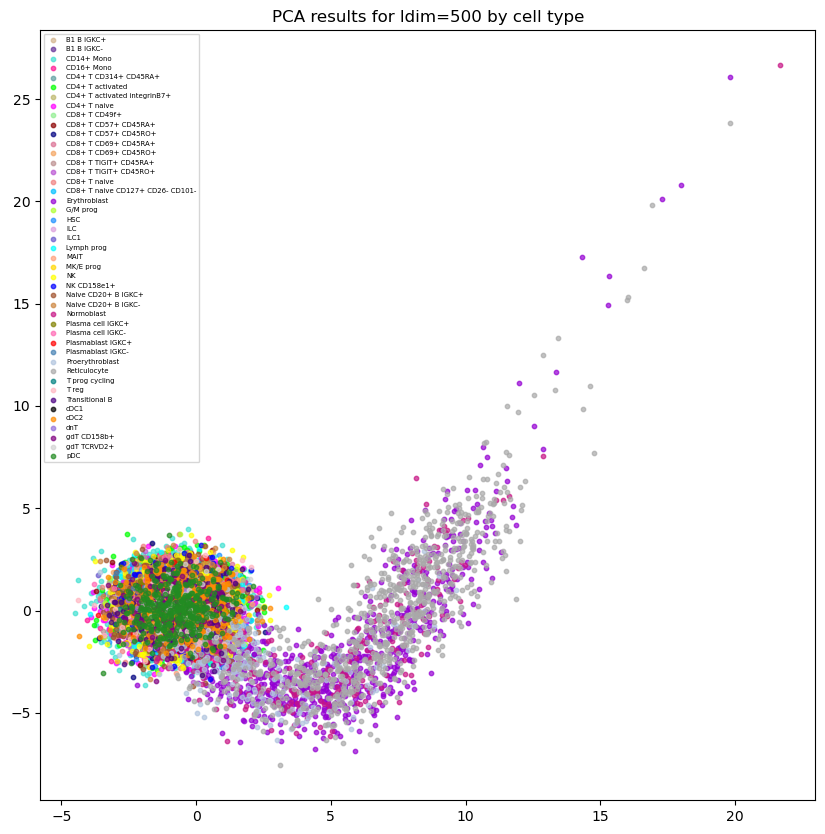 PCA results for ldim=500 by cell type
B1 B IGKC+
B1 B IGKC-
CD14+ Mono
CD16+ Mono
CD4+ T CD314+ CD45RA+
CD4+ T activated
CD4+ T activated integrinB7+
CD4+ T naive
CD8+ T CD49f+
CD8+ T CD57+ CD45RA+
CD8+ T CD57+ CD45RO+
CD8+ T CD69+ CD45RA+
CD8+ T CD69+ CD45RO+
CD8+ T TIGIT+ CD45RA+
CD8+ T TIGIT+ CD45RO+
CD8+ T naive
CD8+ T naive CD127+ CD26- CD101-
Erythroblast
G/M prog
HSC
ILC
ILC1
Lymph prog
MAIT
MK/E prog
NK
NK CD158e1+
Naive CD20+ B IGKC+
Naive CD20+ B IGKC-
Normoblast
Plasma cell IGKC+
Plasma cell IGKC-
Plasmablast IGKC+
Plasmablast IGKC-
Proerythroblast
Reticulocyte
T prog cycling
T reg
Transitional B
cDC1
cDC2
dnT
gdT CD158b+
gdT TCRVD2+
pDC
25
20
15
10
5
0
−5
−5 0 5 10 15 20